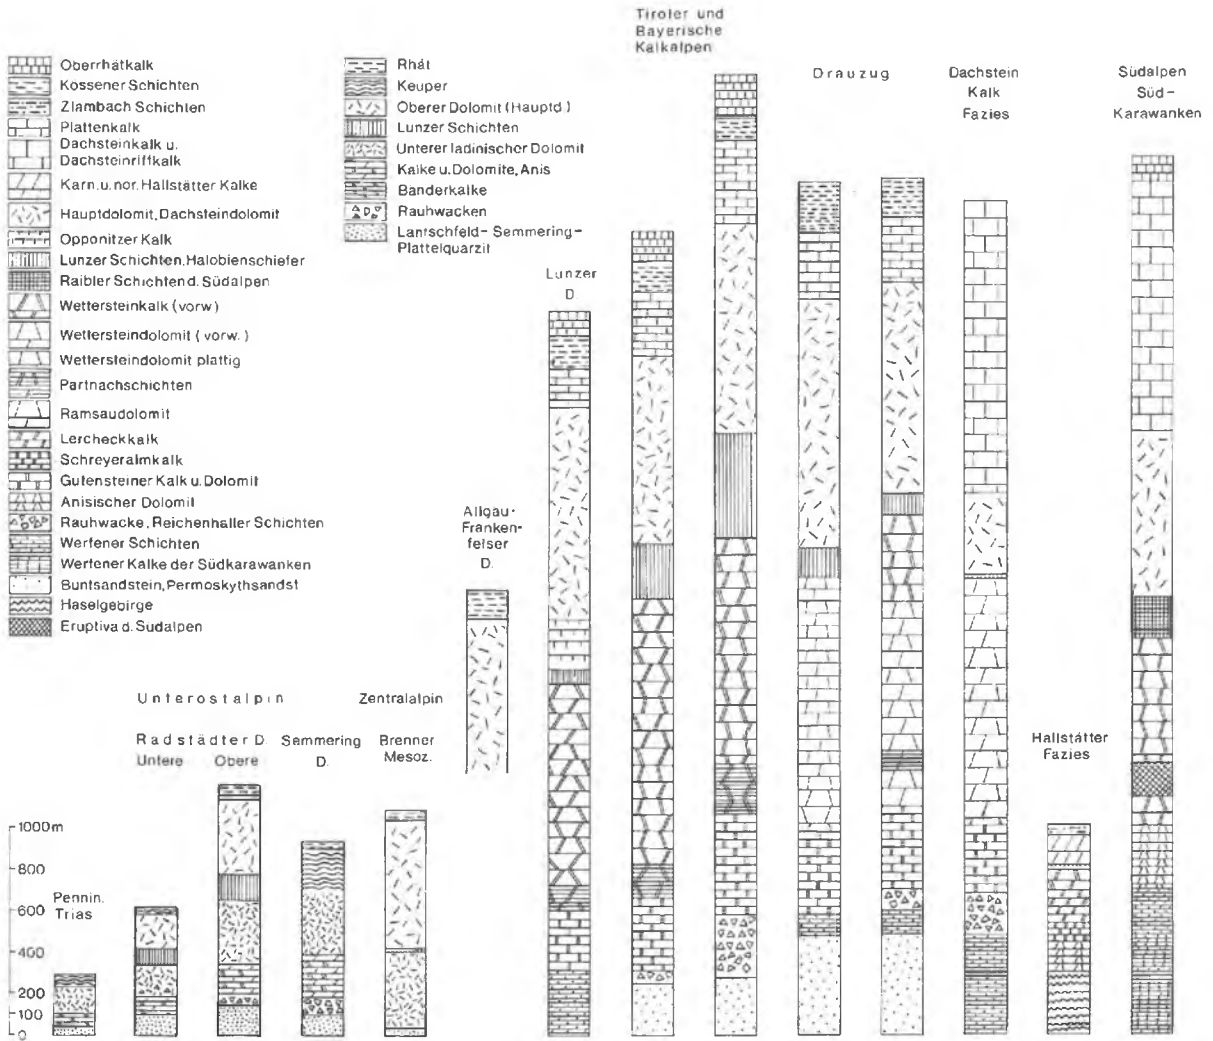 Tiroler und
Bayerische
Kalkalpen
Oberrhätkalk
Kössener Schichten
Zlambach Schichten
Plattenkalk
Dachsteinkalk u.
Dachsteinriffkalk
Karn. u. nor. Hallstätter Kalke
Hauptdolomit, Dachsteindolomit
Opponitzer Kalk
Lunzer Schichten, Halobienschiefer
Raibler Schichten d. Südalpen
Wettersteinkalk (vorw)
Wettersteindolomit (vorw.)
Wettersteindolomit plattig
Partnachschichten
Ramsaudolomit
Lercheckkalk
Schreyeralmkalk
Gutensteiner Kalk u. Dolomit
Anisischer Dolomit
Rauhwacke, Reichenhaller Schichten
Werfener Schichten
Werfener Kalke der Südkarawanken
Buntsandstein, Permoskythsandst
Haselgebirge
Eruptiva d. Südalpen
Rhät
Keuper
Oberer Dolomit (Hauptd.)
Lunzer Schichten
Unterer ladinischer Dolomit
Kalke u. Dolomite, Anis
Banderkalke
Rauhwacken
Lantschfeld- Semmering-
Plattelquarzit
Drauzug
Dachstein
Kalk
Fazies
Südalpen
Süd-
Karawanken
Lunzer
D.
Allgäu-
Franken-
felser
D.
Unterostalpin
Zentralalpin
Radstädter D.
Untere
Obere
Semmering
D.
Brenner
Mesoz.
Hallstätter
Fazies
Pennin.
Trias
1000m
800
600
400
200
100
0